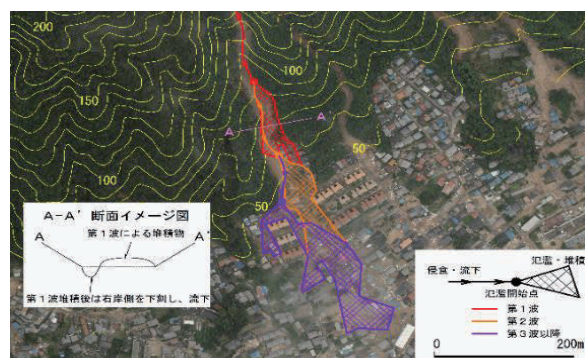 200
100
150
100
A
A
50
50
A-A' 断面イメージ図
第1波による堆積物
A
A'
第1波堆積後は右岸側を下刻し、流下
氾濫・堆積
侵食・流下
氾濫開始点
第1波
第2波
第3波以降
0 200m